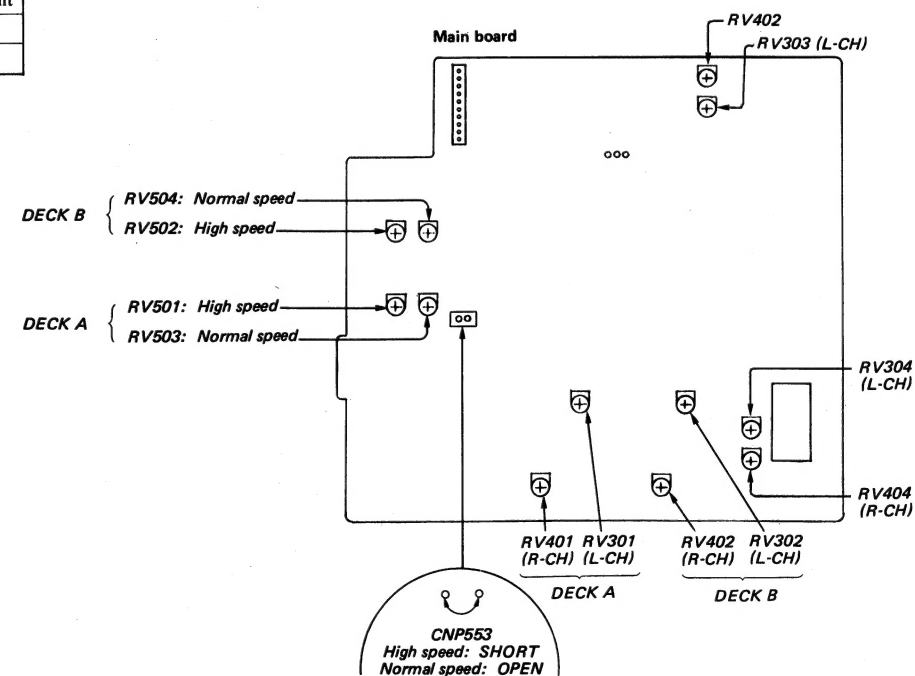 nt
RV402
Main board
RV303 (L-CH)
DECK B
RV504: Normal speed
RV502: High speed
DECK A
RV501: High speed
RV503: Normal speed
RV304
(L-CH)
RV404
(R-CH)
RV401 RV301 RV402 RV302
(R-CH) (L-CH) (R-CH) (L-CH)
DECK A DECK B
CNP553
High speed: SHORT
Normal speed: OPEN